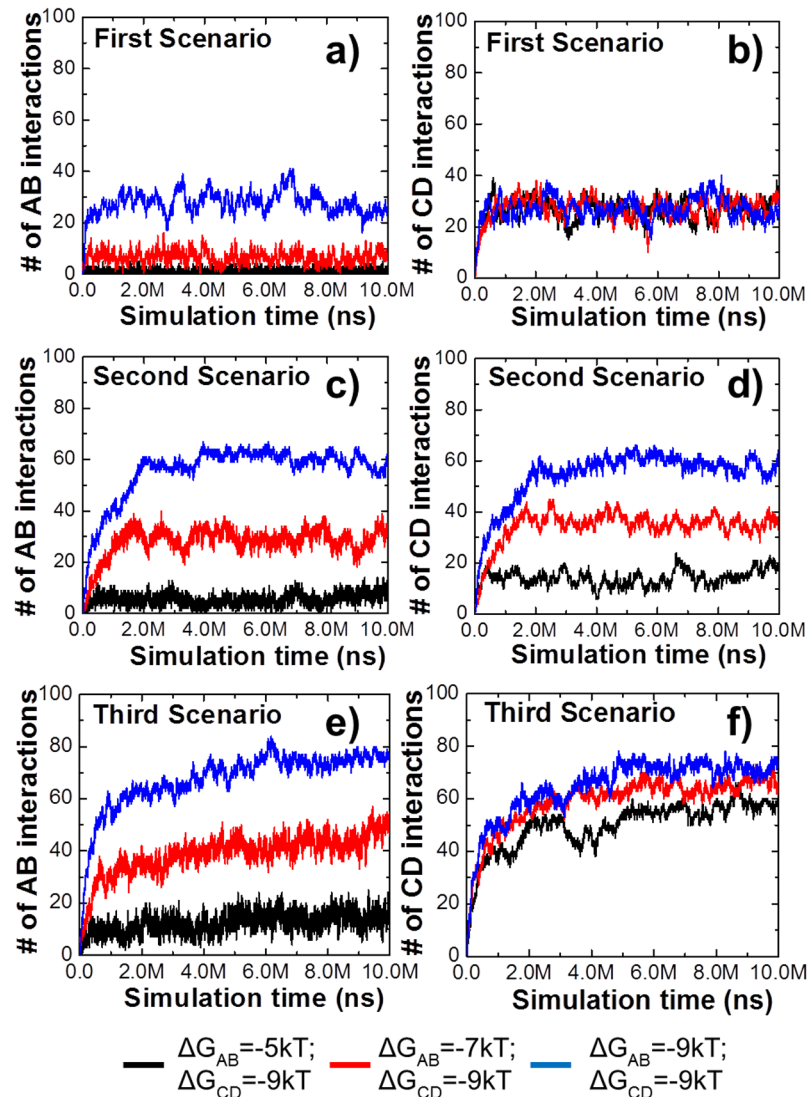 First Scenario a)
# of AB interactions
100
80
60
40
20
0
0.0 2.0M 4.0M 6.0M 8.0M 10.0M
Simulation time (ns)
First Scenario b)
# of CD interactions
100
80
60
40
20
0
0.0 2.0M 4.0M 6.0M 8.0M 10.0M
Simulation time (ns)
Second Scenario c)
# of AB interactions
100
80
60
40
20
0
0.0 2.0M 4.0M 6.0M 8.0M 10.0M
Simulation time (ns)
Second Scenario d)
# of CD interactions
100
80
60
40
20
0
0.0 2.0M 4.0M 6.0M 8.0M 10.0M
Simulation time (ns)
Third Scenario e)
# of AB interactions
100
80
60
40
20
0
0.0 2.0M 4.0M 6.0M 8.0M 10.0M
Simulation time (ns)
Third Scenario f)
# of CD interactions
100
80
60
40
20
0
0.0 2.0M 4.0M 6.0M 8.0M 10.0M
Simulation time (ns)
ΔG_AB=-5kT;
ΔG_CD=-9kT
ΔG_AB=-7kT;
ΔG_CD=-9kT
ΔG_AB=-9kT;
ΔG_CD=-9kT